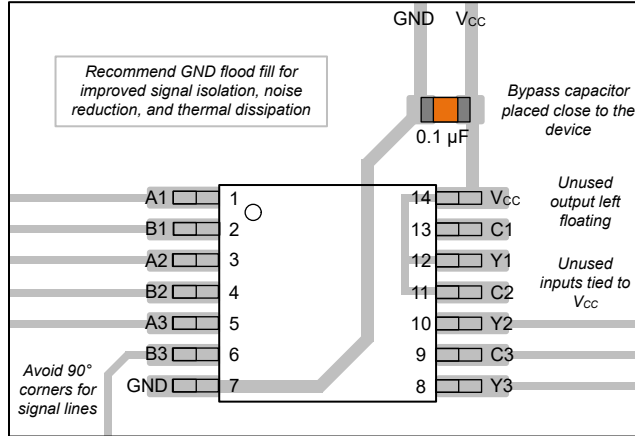 GND VCC
Recommend GND flood fill for
improved signal isolation, noise
reduction, and thermal dissipation
Bypass capacitor
placed close to the
device
0.1 µF
A1 1 14 VCC
B1 2 13 C1
A2 3 12 Y1
B2 4 11 C2
A3 5 10 Y2
B3 6 9 C3
GND 7 8 Y3
Unused
output left
floating
Unused
inputs tied to
VCC
Avoid 90°
corners for
signal lines